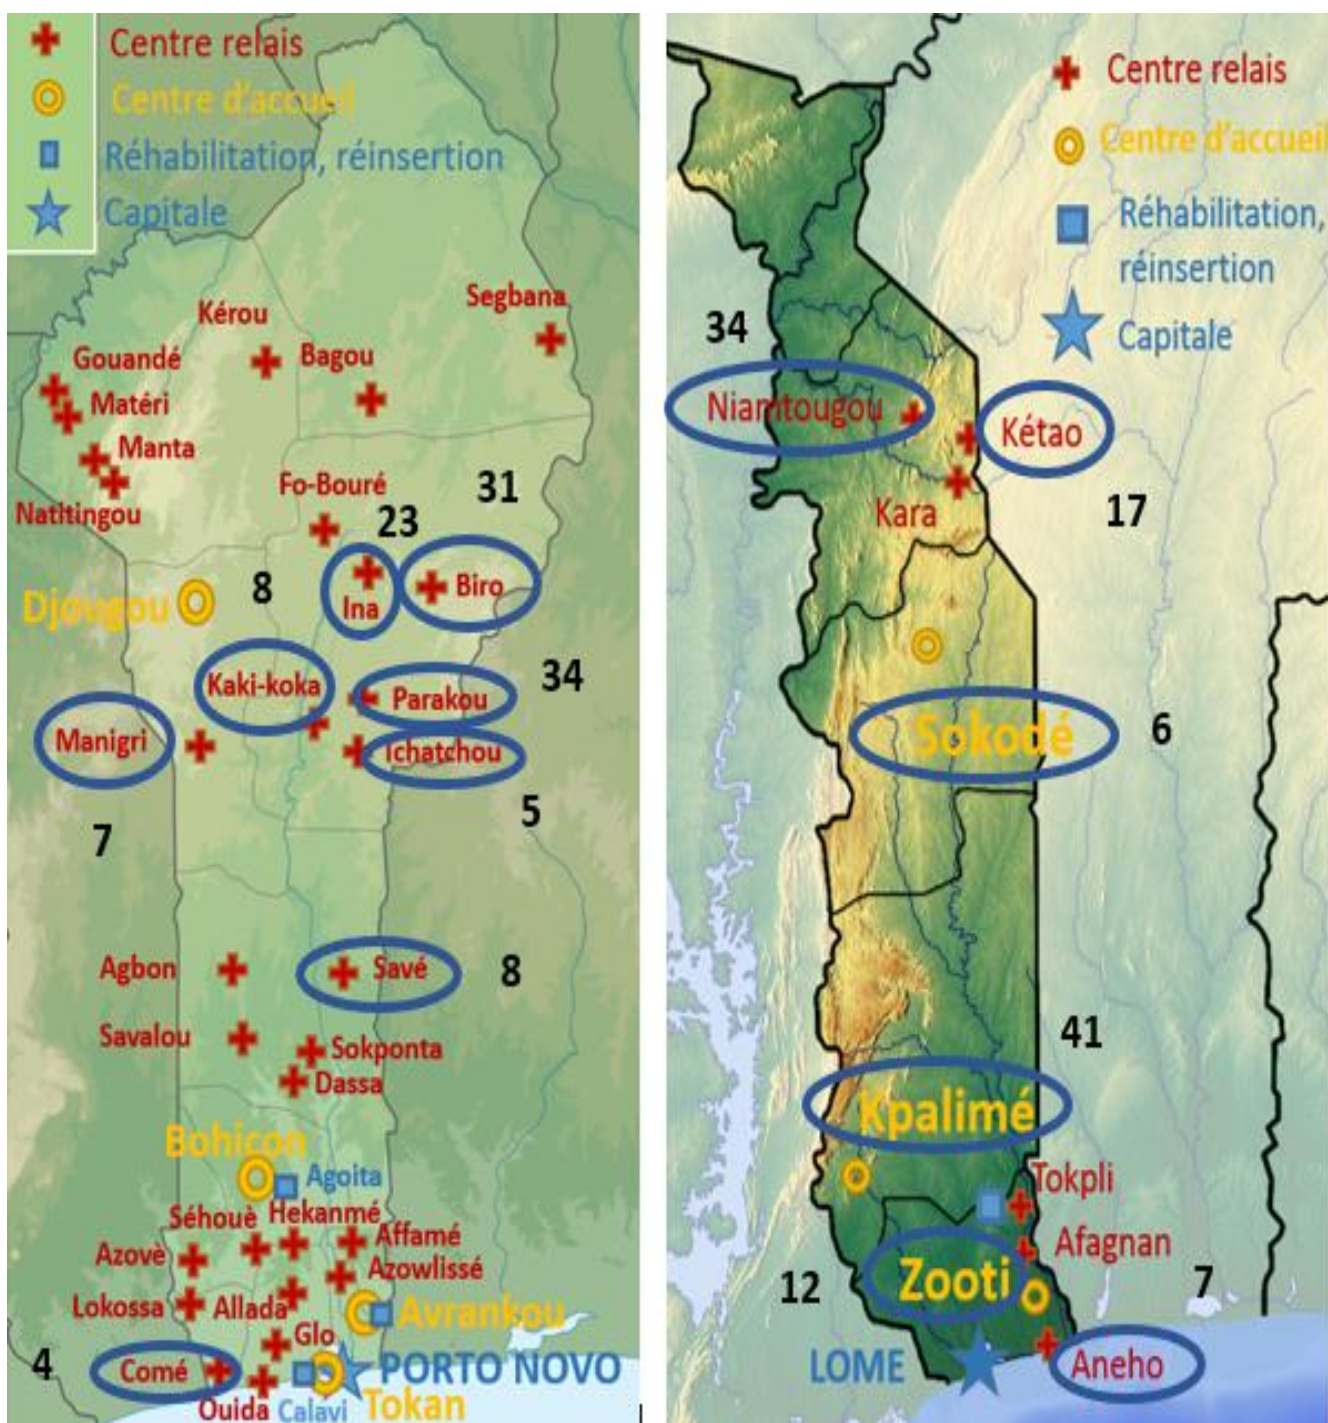 Centre relais
Centre d'accueil
Réhabilitation, réinsertion
Capitale
Segbana
Kérou
Gouandé
Bagou
Matéri
Manta
Fo-Bouré
31
Natitingou
23
Djougou
8
Ina
Biro
Kaki-koka
Parakou
34
Manigri
Ichatchou
7
5
Agbon
Savé
8
Savalou
Sokponta
Dassa
Bohicon
Agoita
Séhouè
Hekanmé
Affamé
Azovè
Azowlissé
Lokossa
Allada
Avrankou
Glo
4
Comé
PORTO NOVO
Ouida
Calavi
Tokan
Centre relais
Centre d'accueil
Réhabilitation,
réinsertion
Capitale
34
Niamtougou
Kétao
Kara
17
Sokodé
6
41
Kpalimé
Tokpli
Afagnan
Zooti
12
7
LOME
Aneho